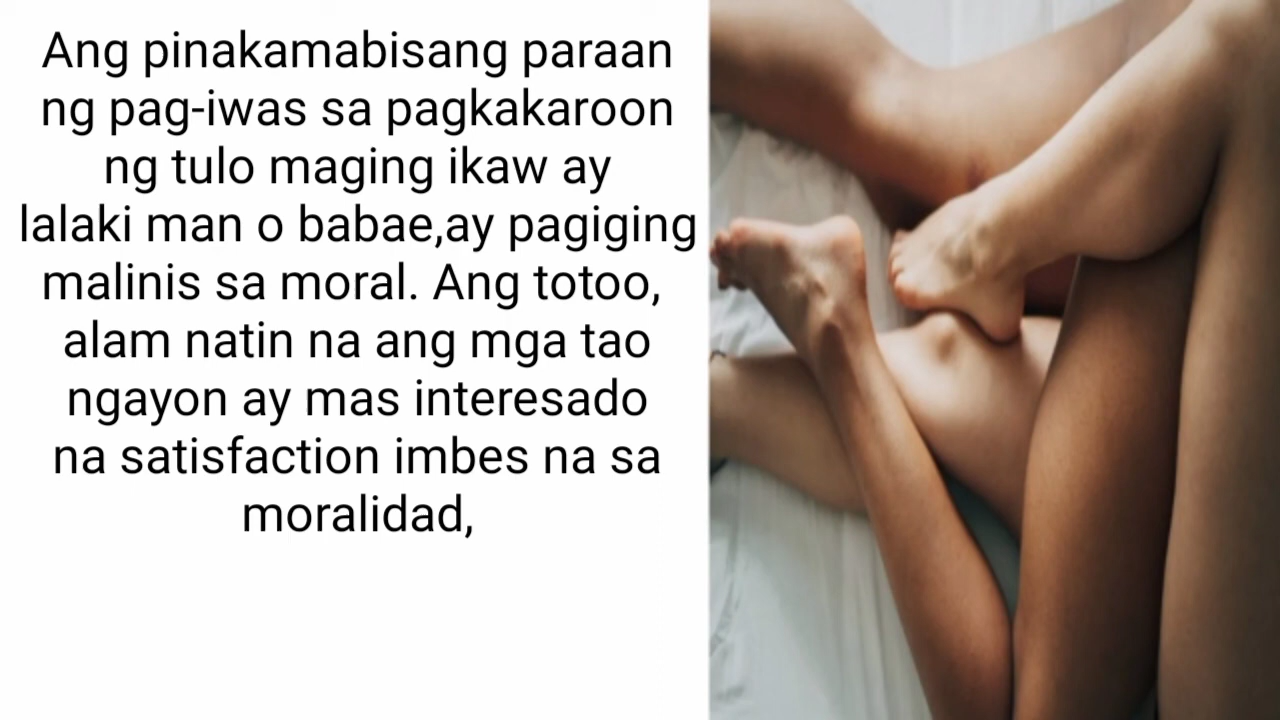 Ang pinakamabisang paraan
ng pag-iwas sa pagkakaroon
ng tulo maging ikaw ay
lalaki man o babae,ay pagiging
malinis sa moral. Ang totoo,
alam natin na ang mga tao
ngayon ay mas interesado
na satisfaction imbes na sa
moralidad,